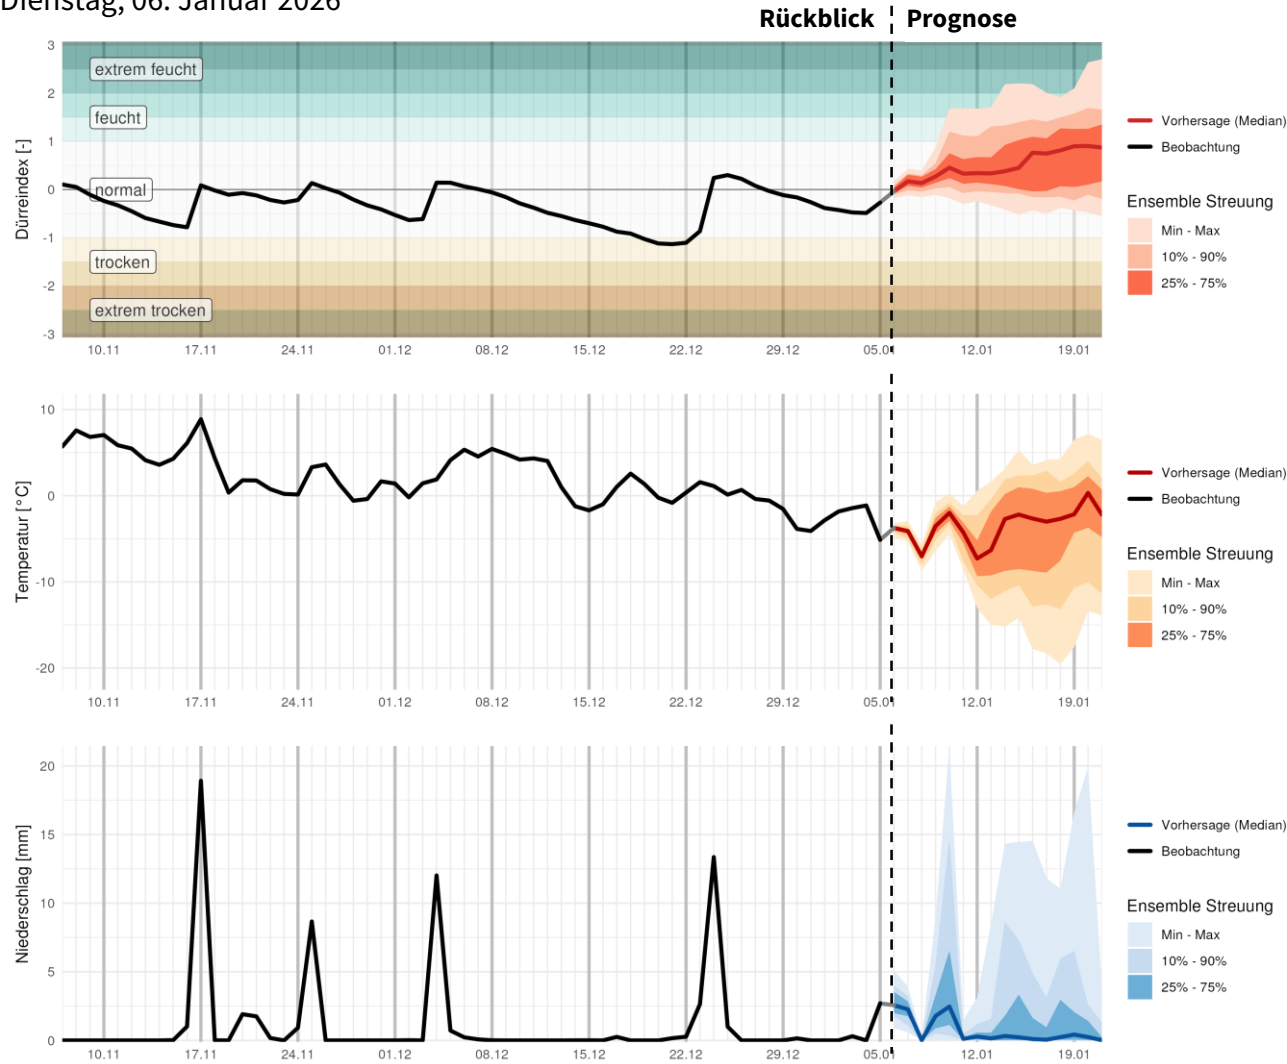 Dienstag, 06. Januar 2026
Rückblick
Prognose
Dürreindex [-]
3
2
1
0
-1
-2
-3
extrem feucht
feucht
normal
trocken
extrem trocken
10.11
17.11
24.11
01.12
08.12
15.12
22.12
29.12
05.0
12.01
19.01
Vorhersage (Median)
Beobachtung
Ensemble Streuung
Min - Max
10% - 90%
25% - 75%
Temperatur [°C]
10
0
-10
-20
10.11
17.11
24.11
01.12
08.12
15.12
22.12
29.12
05.0
12.01
19.01
Vorhersage (Median)
Beobachtung
Ensemble Streuung
Min - Max
10% - 90%
25% - 75%
Niederschlag [mm]
20
15
10
5
0
10.11
17.11
24.11
01.12
08.12
15.12
22.12
29.12
05.0
12.01
19.01
Vorhersage (Median)
Beobachtung
Ensemble Streuung
Min - Max
10% - 90%
25% - 75%